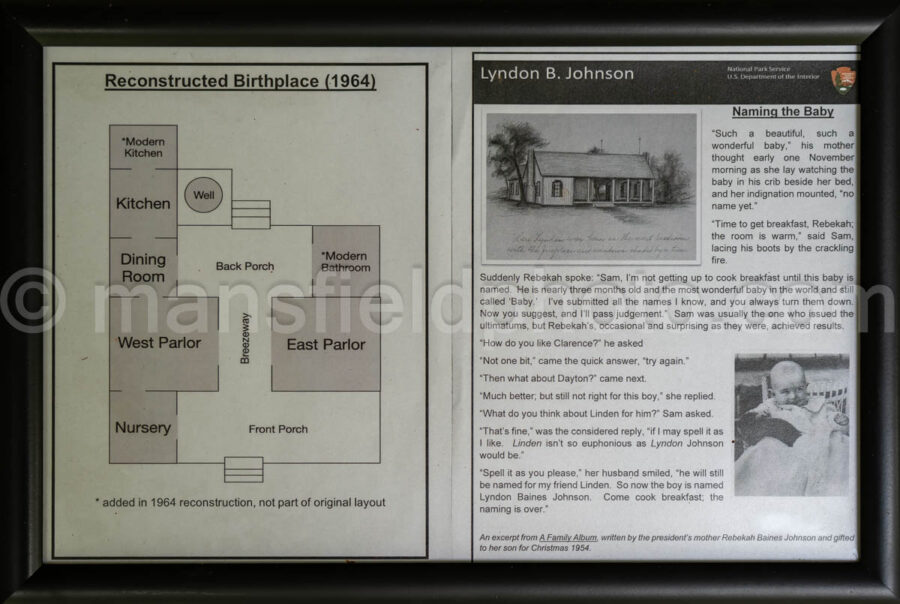 Reconstructed Birthplace (1964)
*Modern
Kitchen
Kitchen
Well
Dining
Room
Back Porch
*Modern
Bathroom
West Parlor
Breezeway
East Parlor
Nursery
Front Porch
* added in 1964 reconstruction, not part of original layout
Lyndon B. Johnson
National Park Service
U.S. Department of the Interior
Naming the Baby
“Such a beautiful, such a
wonderful baby,” his mother
thought early one November
morning as she lay watching the
baby in his crib beside her bed,
and her indignation mounted, “no
name yet.”
“Time to get breakfast, Rebekah;
the room is warm,” said Sam,
lacing his boots by the crackling
fire.
Suddenly Rebekah spoke: “Sam, I’m not getting up to cook breakfast until this baby is
named. He is nearly three months old and the most wonderful baby in the world and still
called ‘Baby.’ I’ve submitted all the names I know, and you always turn them down.
Now you suggest, and I’ll pass judgement.” Sam was usually the one who issued the
ultimatums, but Rebekah’s, occasional and surprising as they were, achieved results.
“How do you like Clarence?” he asked
“Not one bit,” came the quick answer, “try again.”
“Then what about Dayton?” came next.
“Much better; but still not right for this boy,” she replied.
“What do you think about Linden for him?” Sam asked.
“That’s fine,” was the considered reply, “if I may spell it as
I like. Linden isn’t so euphonious as Lyndon Johnson
would be.”
“Spell it as you please,” her husband smiled, “he will still
be named for my friend Linden. So now the boy is named
Lyndon Baines Johnson. Come cook breakfast; the
naming is over.”
An excerpt from A Family Album, written by the president’s mother Rebekah Baines Johnson and gifted
to her son for Christmas 1954.